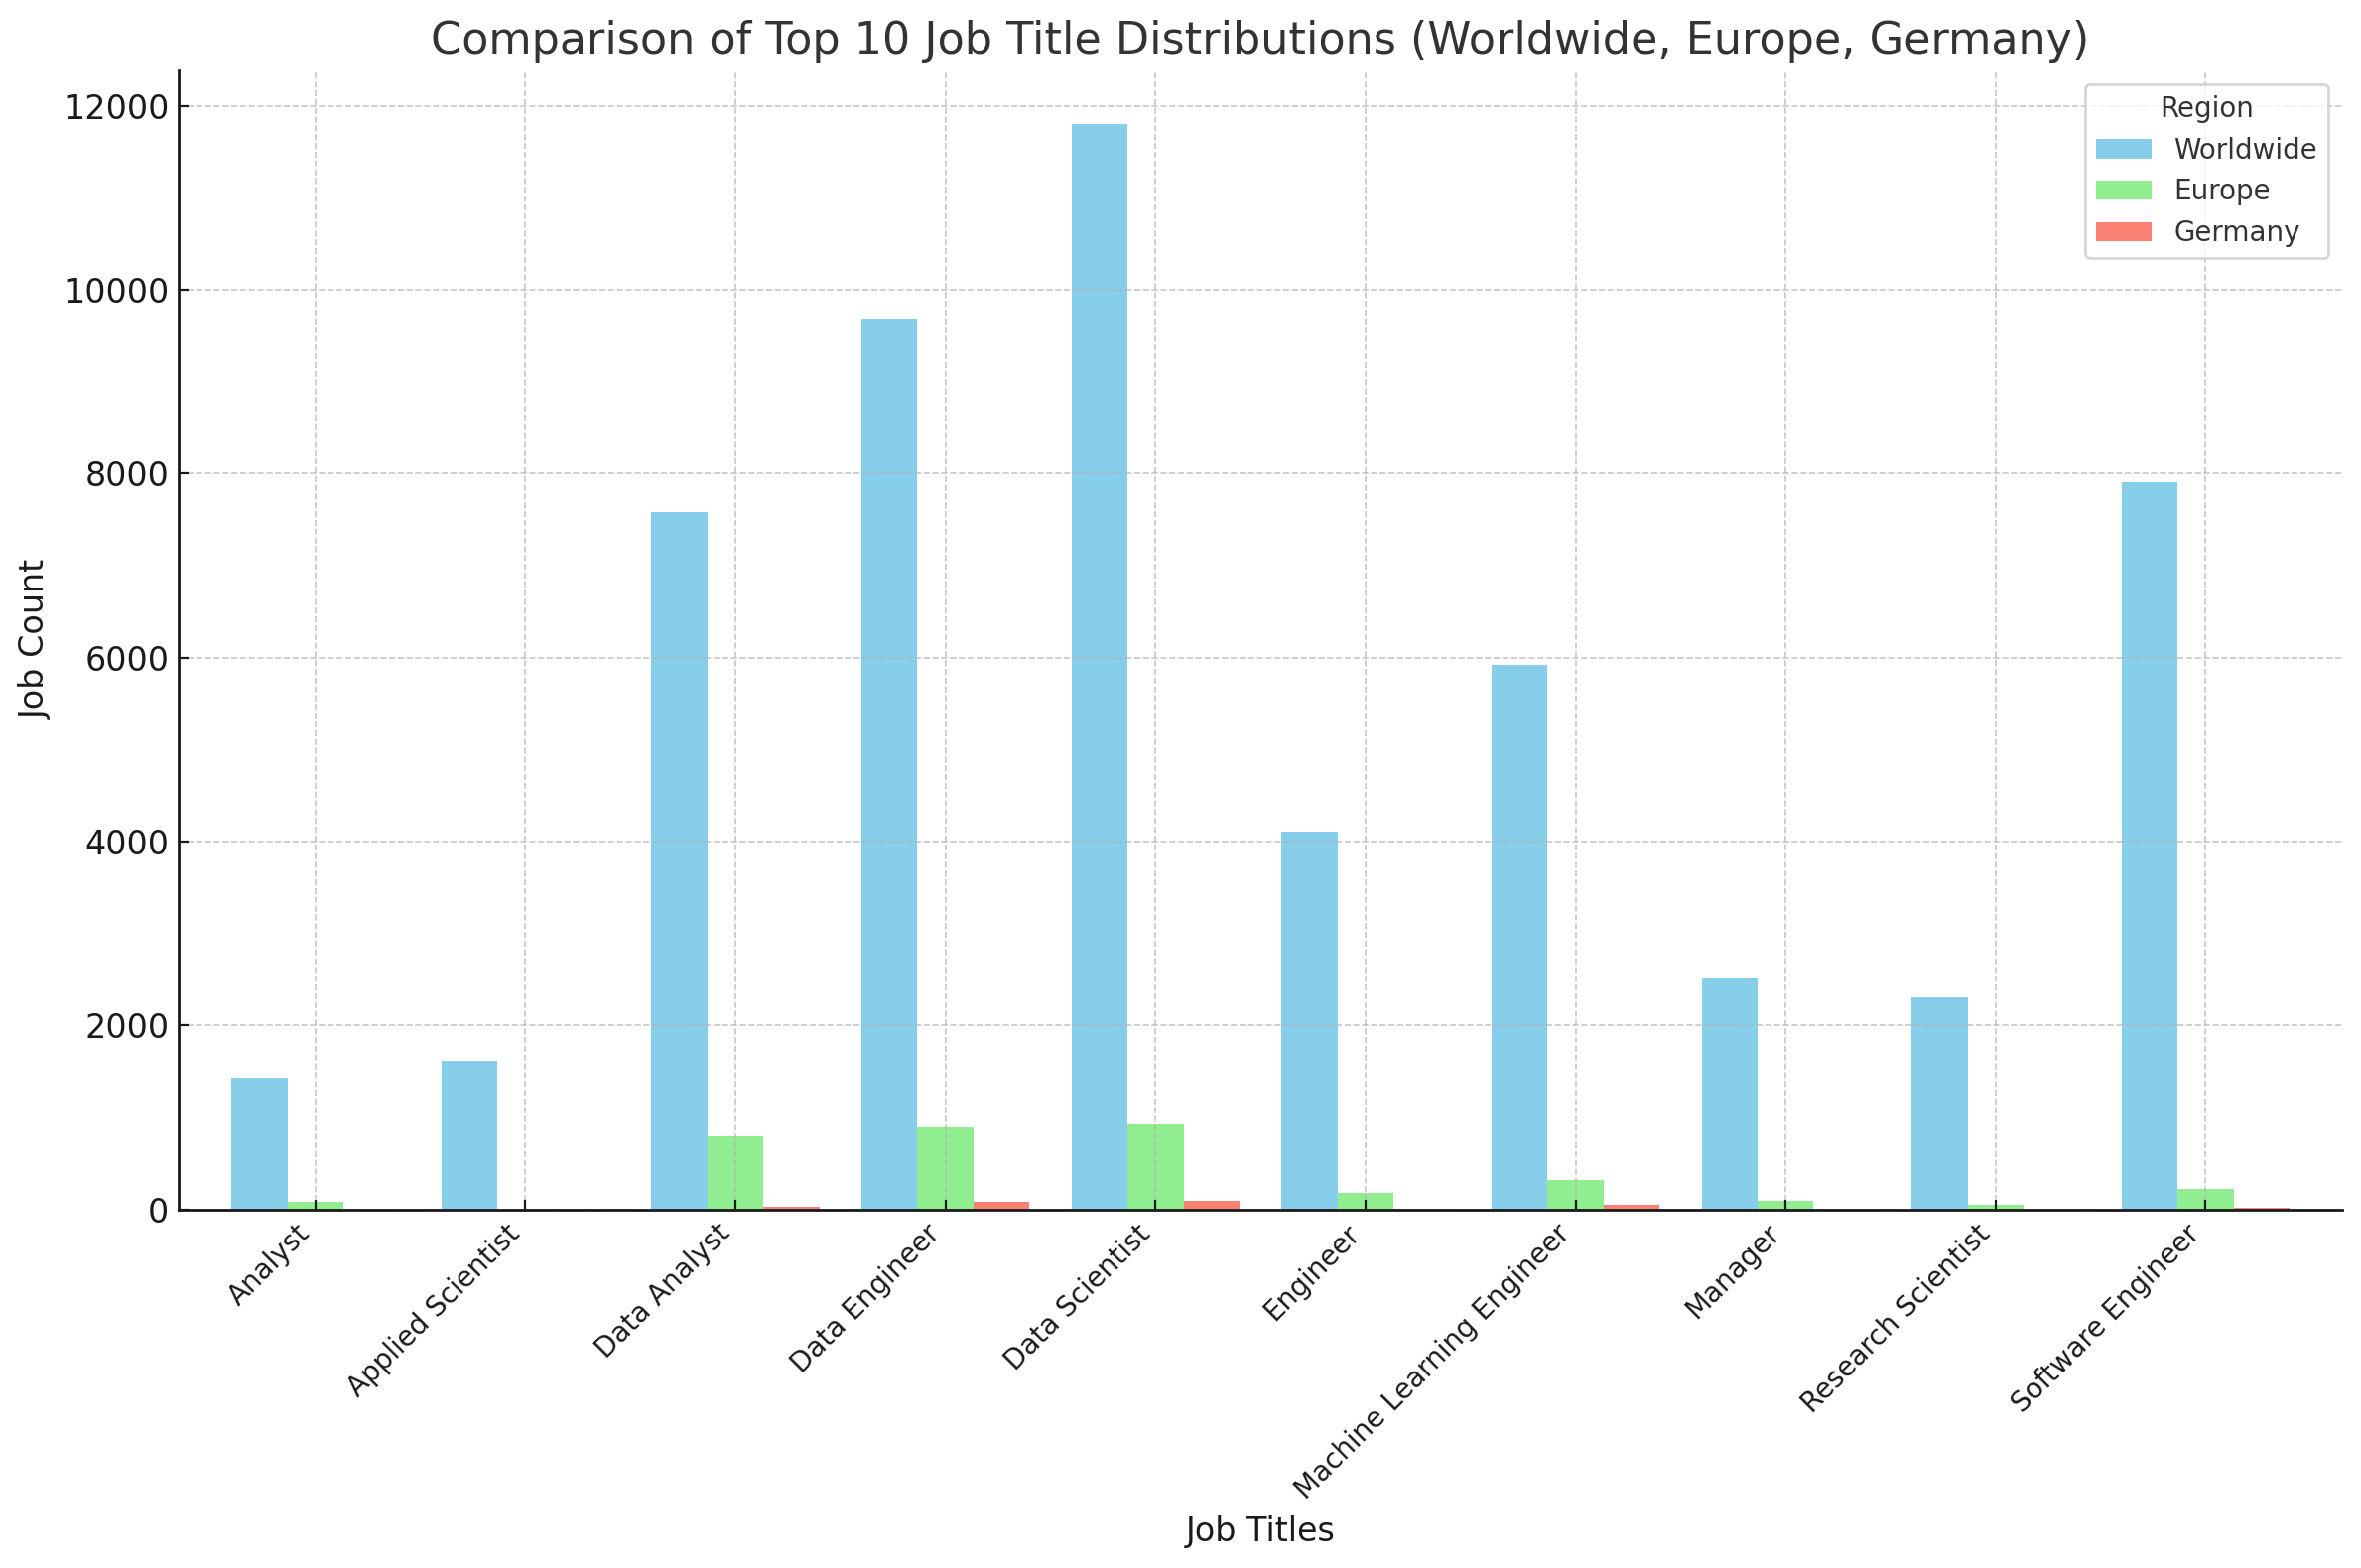 Comparison of Top 10 Job Title Distributions (Worldwide, Europe, Germany)
Region
Worldwide
Europe
Germany
Job Count
12000
10000
8000
6000
4000
2000
0
Analyst
Applied Scientist
Data Analyst
Data Engineer
Data Scientist
Engineer
Machine Learning Engineer
Manager
Research Scientist
Software Engineer
Job Titles